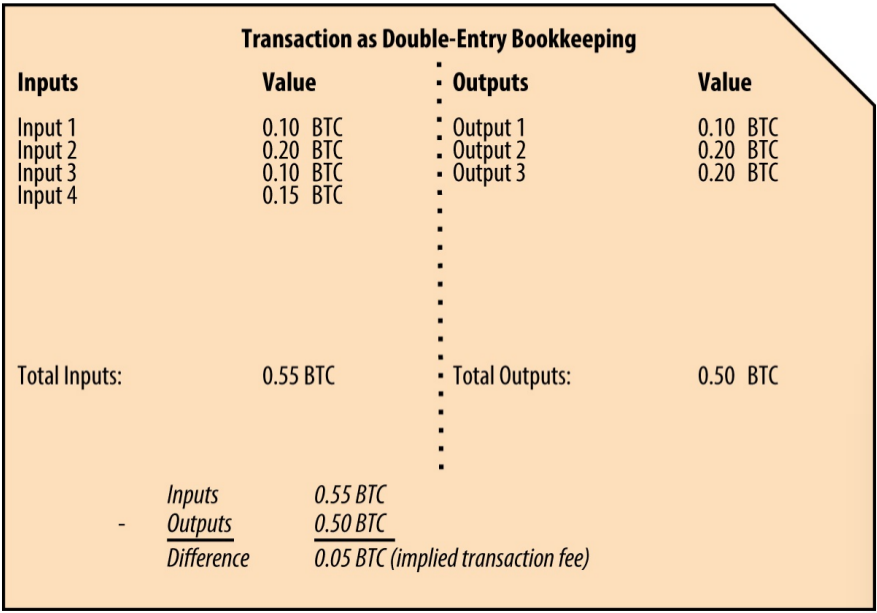 Transaction as Double-Entry Bookkeeping
Inputs Value Outputs Value
Input 1 0.10 BTC Output 1 0.10 BTC
Input 2 0.20 BTC Output 2 0.20 BTC
Input 3 0.10 BTC Output 3 0.20 BTC
Input 4 0.15 BTC
Total Inputs: 0.55 BTC Total Outputs: 0.50 BTC
Inputs 0.55 BTC
- Outputs 0.50 BTC
Difference 0.05 BTC (implied transaction fee)